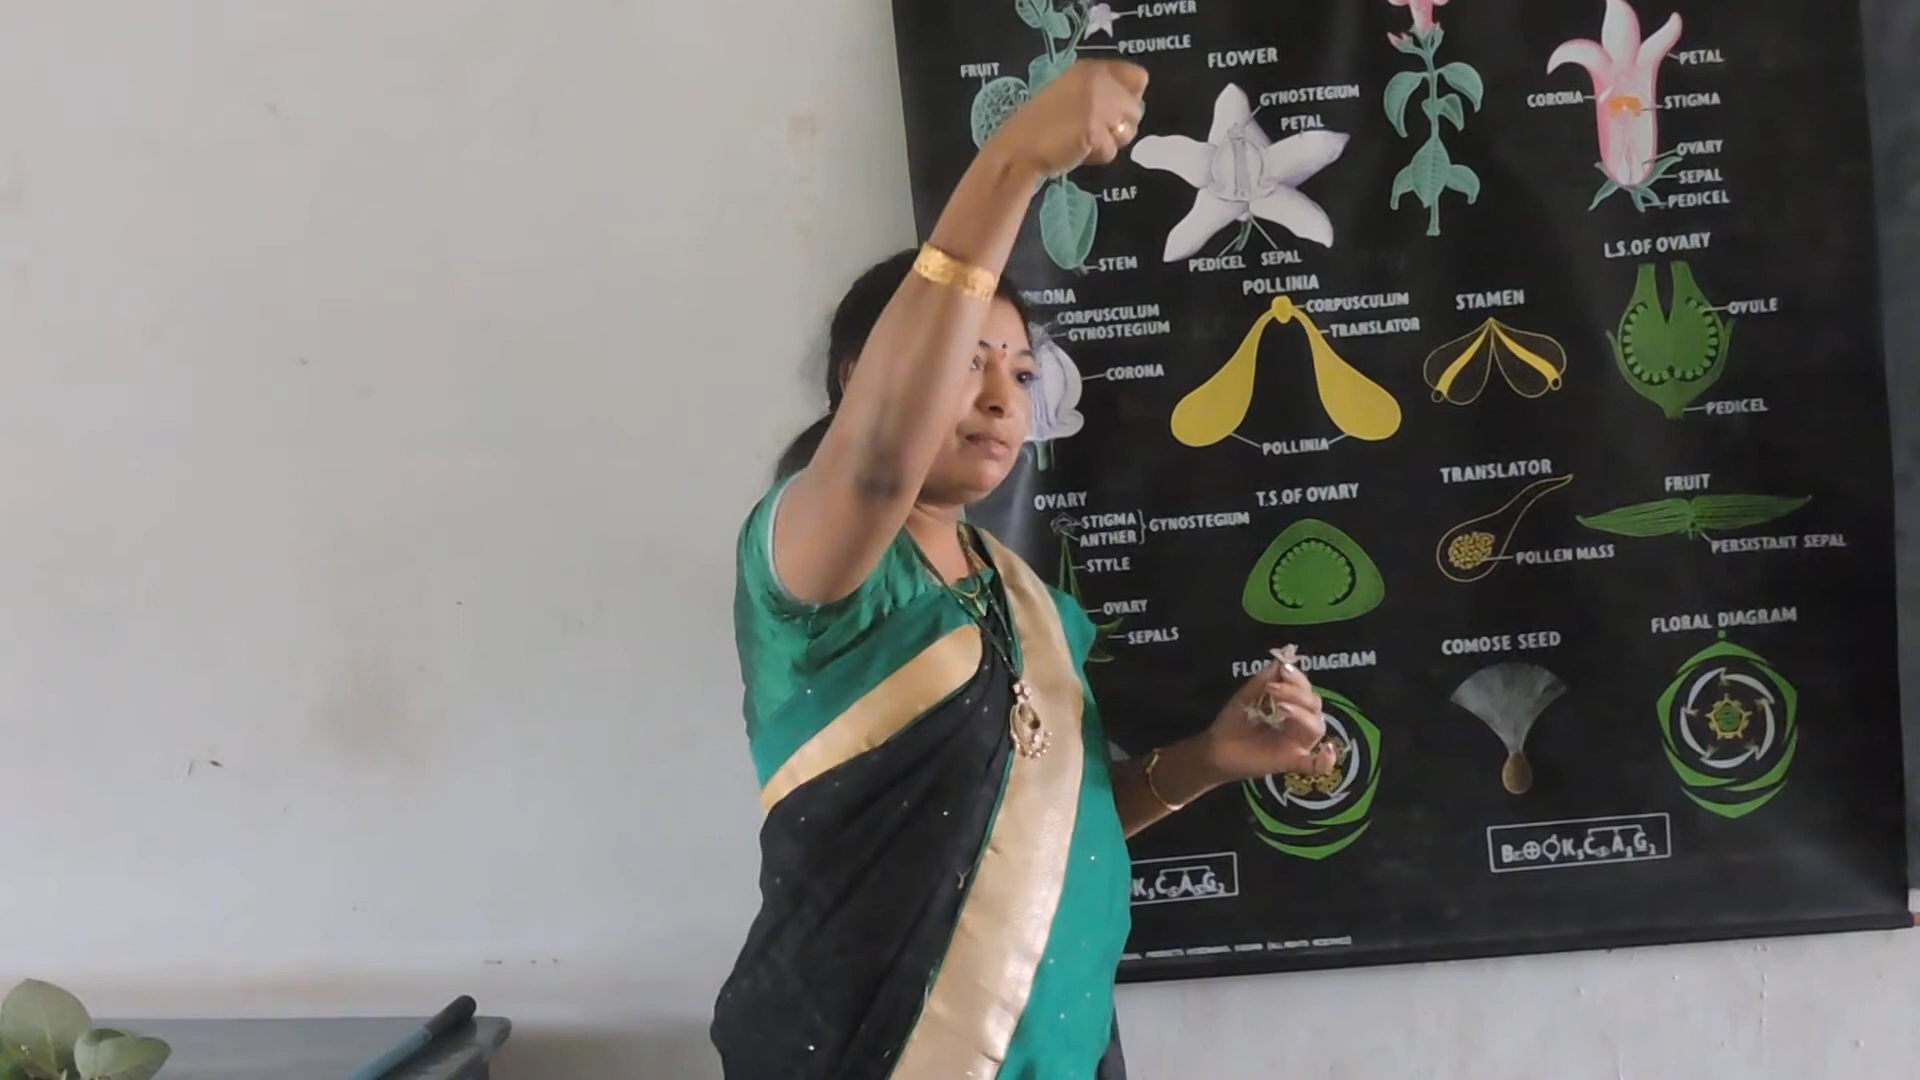 FLOWER
PEDUNCLE
FRUIT
LEAF
STEM
FLOWER
GYNOSTEGIUM
PETAL
PEDICEL SEPAL
PETAL
CORONA
STIGMA
OVARY
SEPAL
PEDICEL
CORPUSCULUM
GYNOSTEGIUM
CORONA
POLLINIA
CORPUSCULUM
TRANSLATOR
POLLINIA
STAMEN
L.S.OF OVARY
OVULE
PEDICEL
OVARY
STIGMA
ANTHER
GYNOSTEGIUM
STYLE
OVARY
SEPALS
T.S.OF OVARY
TRANSLATOR
POLLEN MASS
FRUIT
PERSISTANT SEPAL
DIAGRAM
COMOSE SEED
FLORAL DIAGRAM